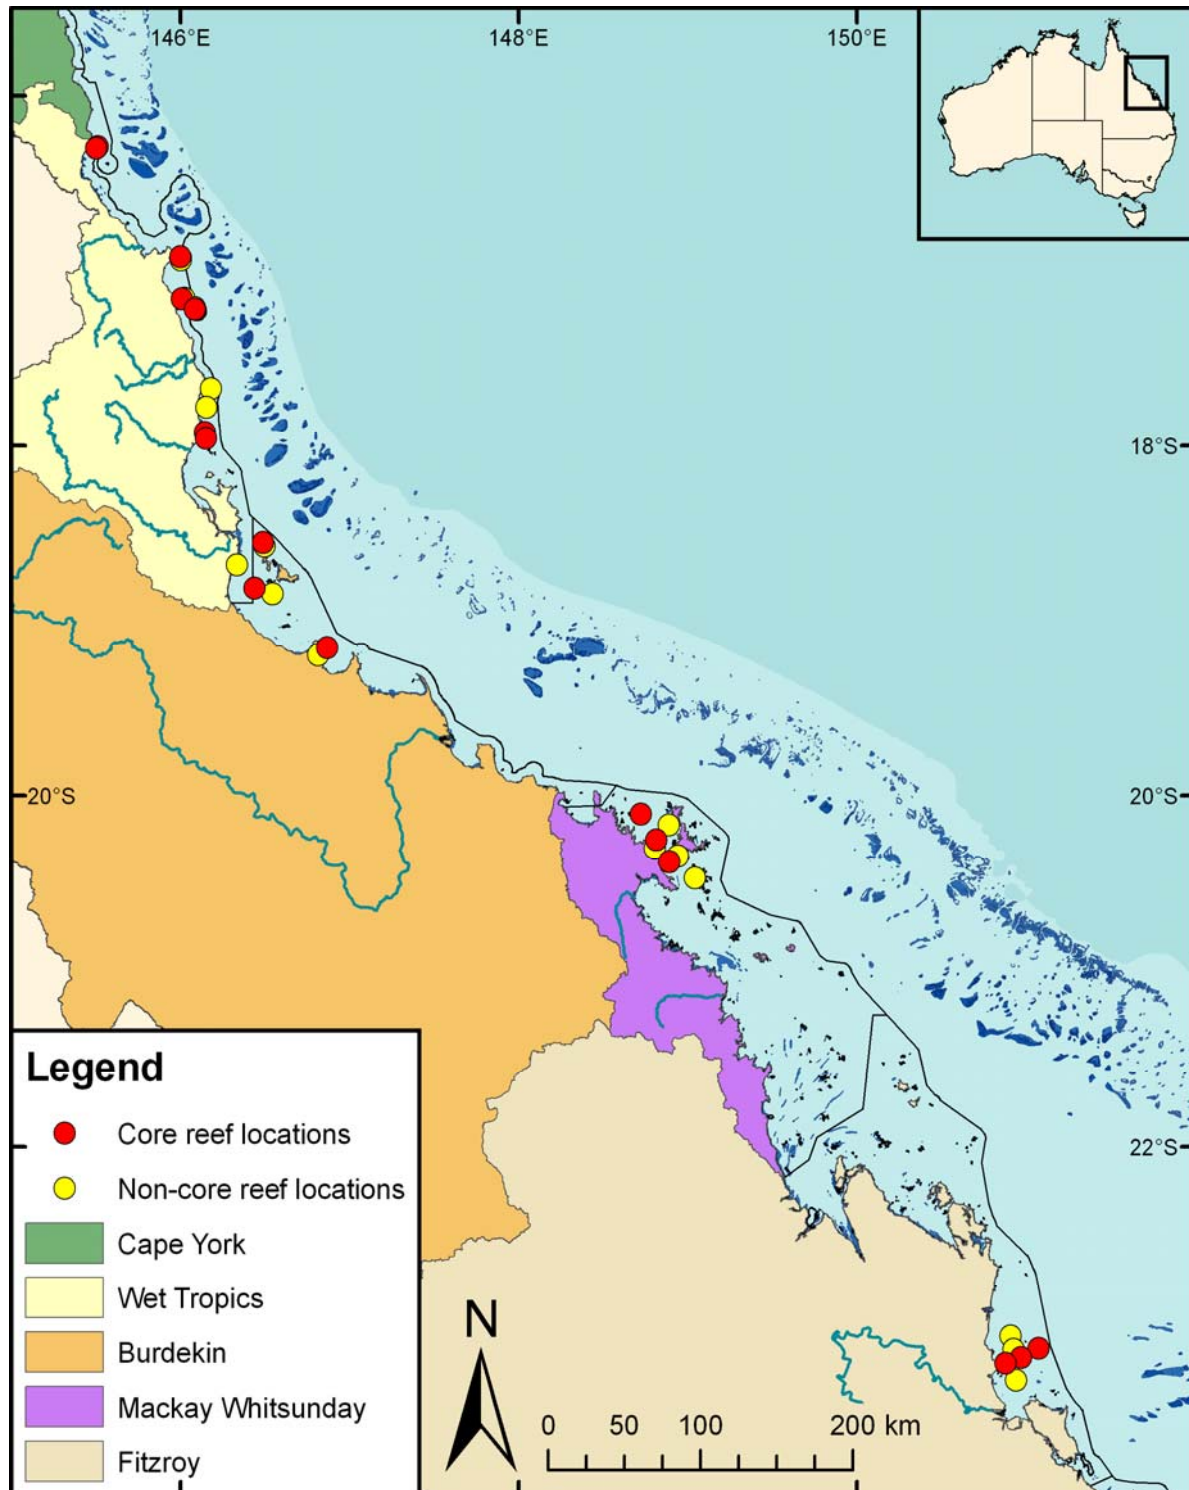 146°E
148°E
150°E
18°S
20°S
20°S
22°S
Legend
Core reef locations
Non-core reef locations
Cape York
Wet Tropics
Burdekin
Mackay Whitsunday
Fitzroy
N
0 50 100 200 km